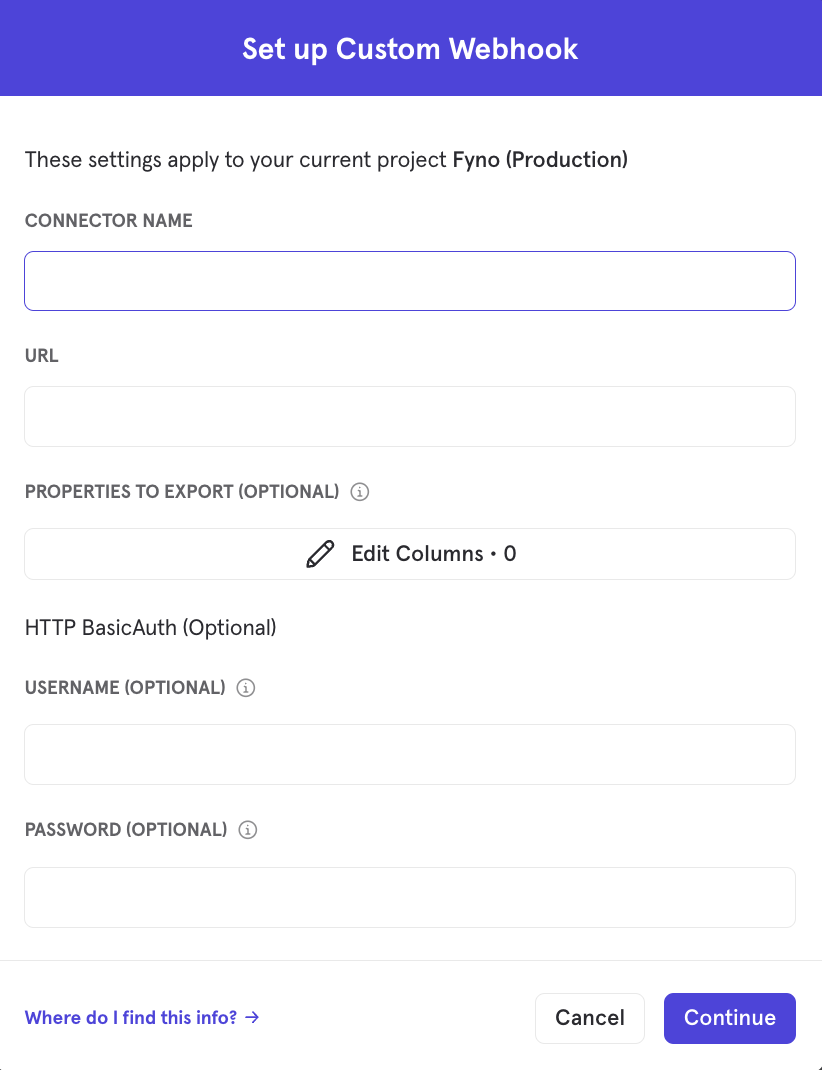 Set up Custom Webhook
These settings apply to your current project Fyno (Production)
CONNECTOR NAME
URL
PROPERTIES TO EXPORT (OPTIONAL)
Edit Columns • 0
HTTP BasicAuth (Optional)
USERNAME (OPTIONAL)
PASSWORD (OPTIONAL)
Where do I find this info? →
Cancel
Continue